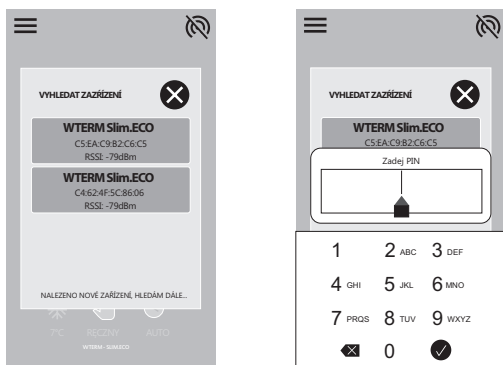 VYHLEDAT ZAZŘÍZENÍ
WTERM Slim.ECO
C5:EA:C9:B2:C6:C5
RSSI: -79dBm
WTERM Slim.ECO
C4:62:4F:5C:86:06
RSSI: -79dBm
NALEZENO NOVÉ ZAŘÍZENÍ, HLEDÁM DÁLE...
7°C RĘCZNY AUTO
WTERM - SLIM.ECO
VYHLEDAT ZAZŘÍZENÍ
WTERM Slim.ECO
C5:EA:C9:B2:C6:C5
Zadej PIN
1 2 ABC 3 DEF
4 GHI 5 JKL 6 MNO
7 PRQS 8 TUV 9 WXYZ
0